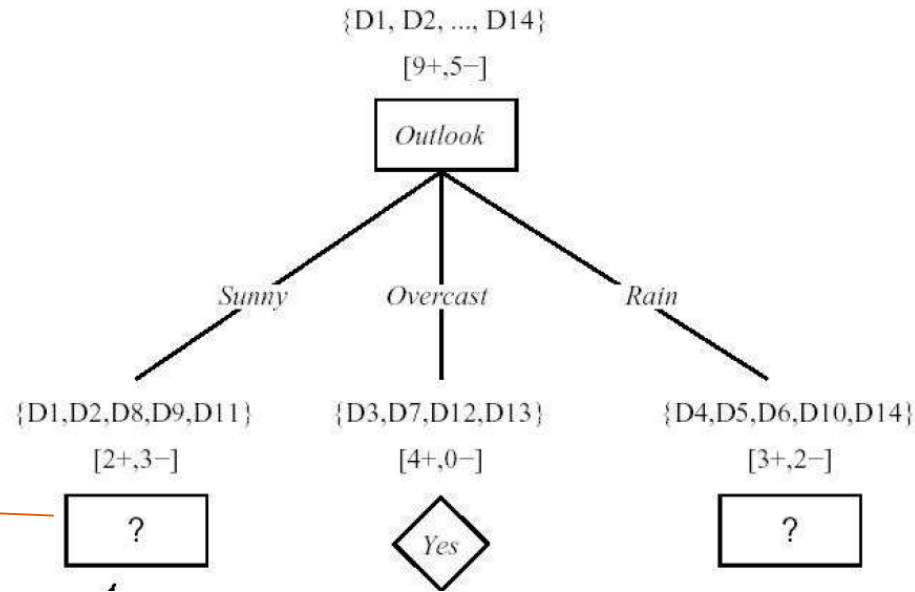 {D1, D2, ..., D14}
[9+,5−]
Outlook
Sunny
Overcast
Rain
{D1,D2,D8,D9,D11}
{D3,D7,D12,D13}
{D4,D5,D6,D10,D14}
[2+,3−]
[4+,0−]
[3+,2−]
?
Yes
?